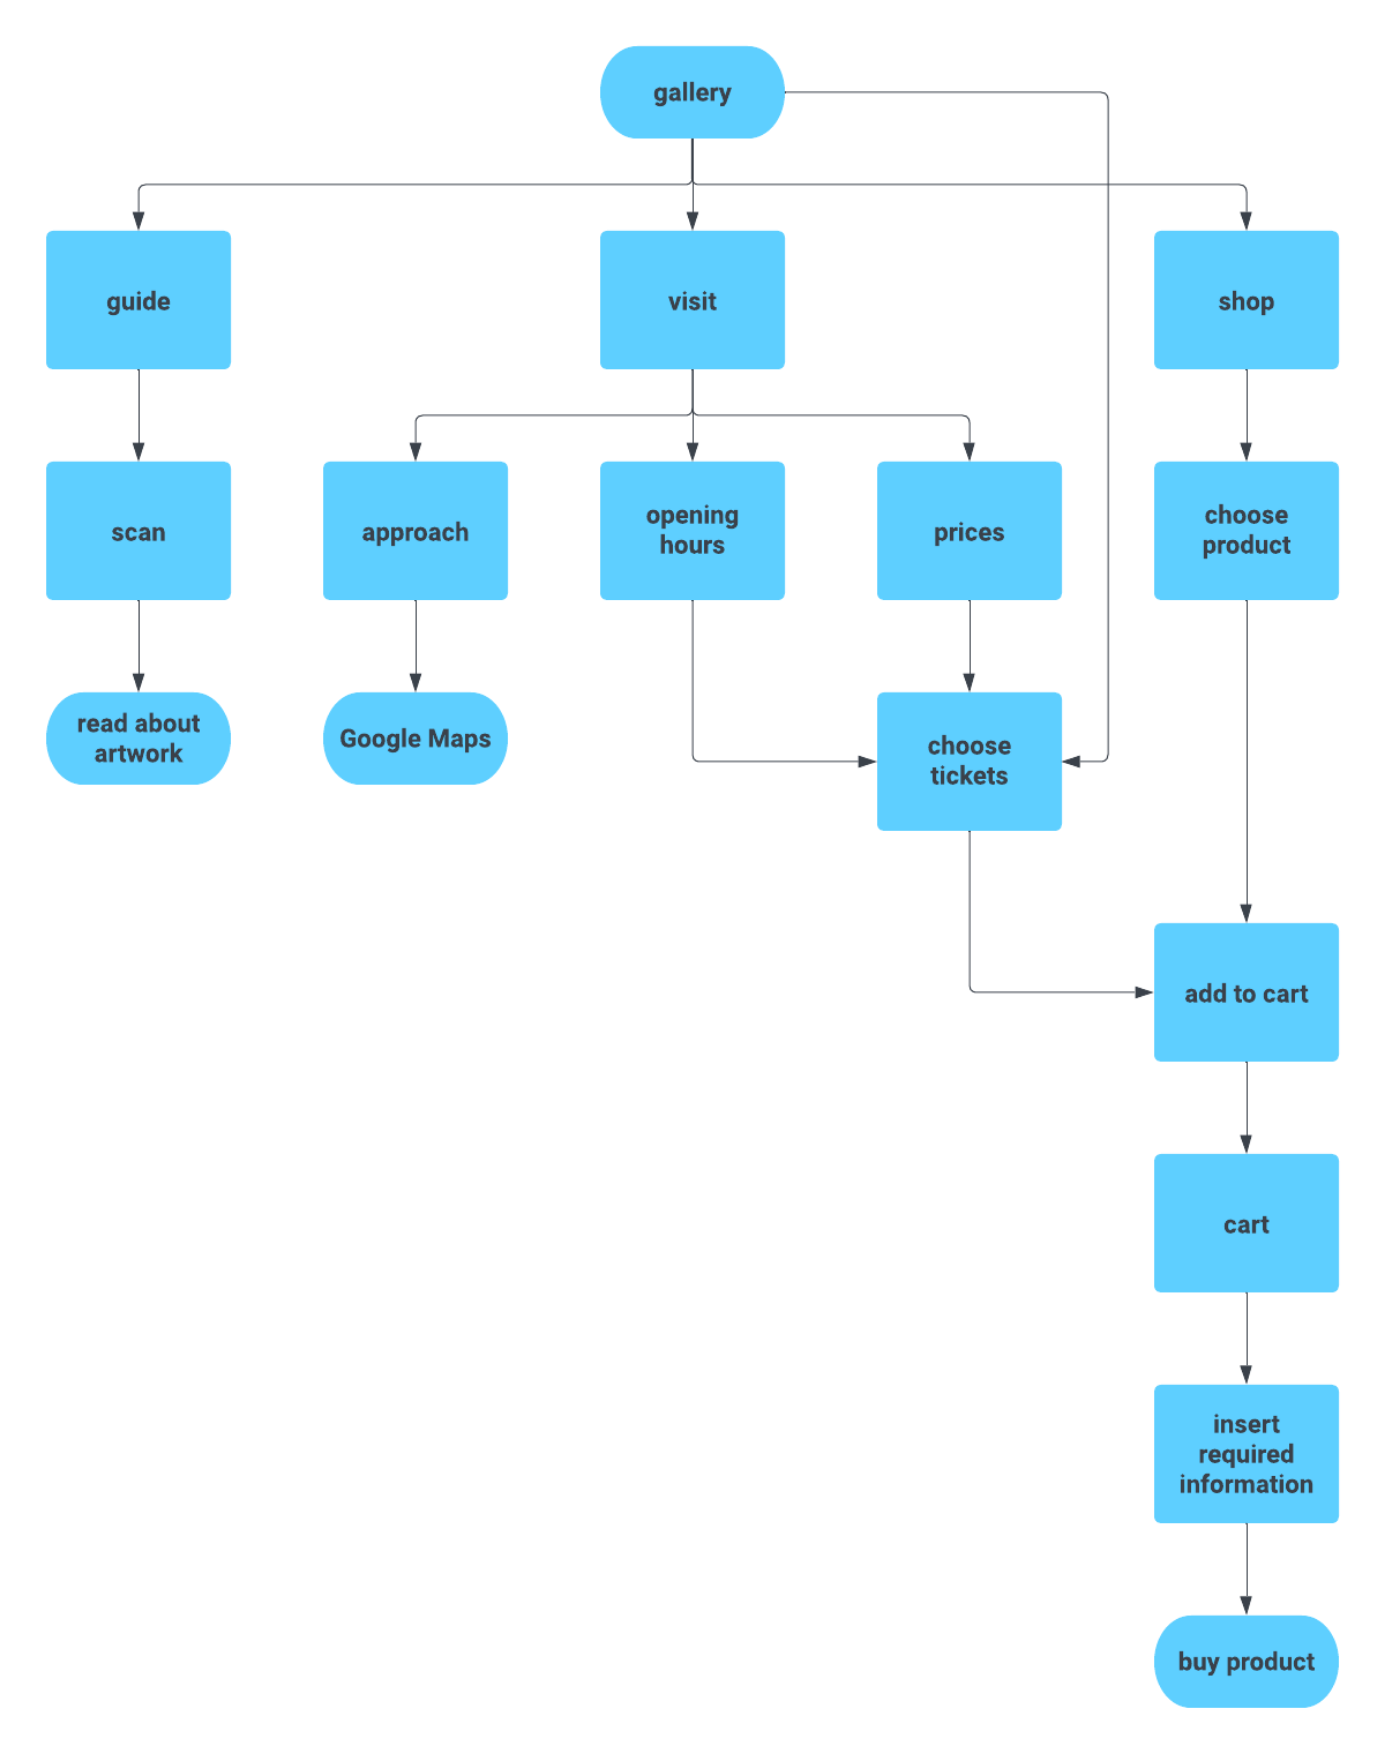 gallery
guide
visit
shop
scan
approach
opening
hours
prices
choose
product
read about
artwork
Google Maps
choose
tickets
add to cart
cart
insert
required
information
buy product